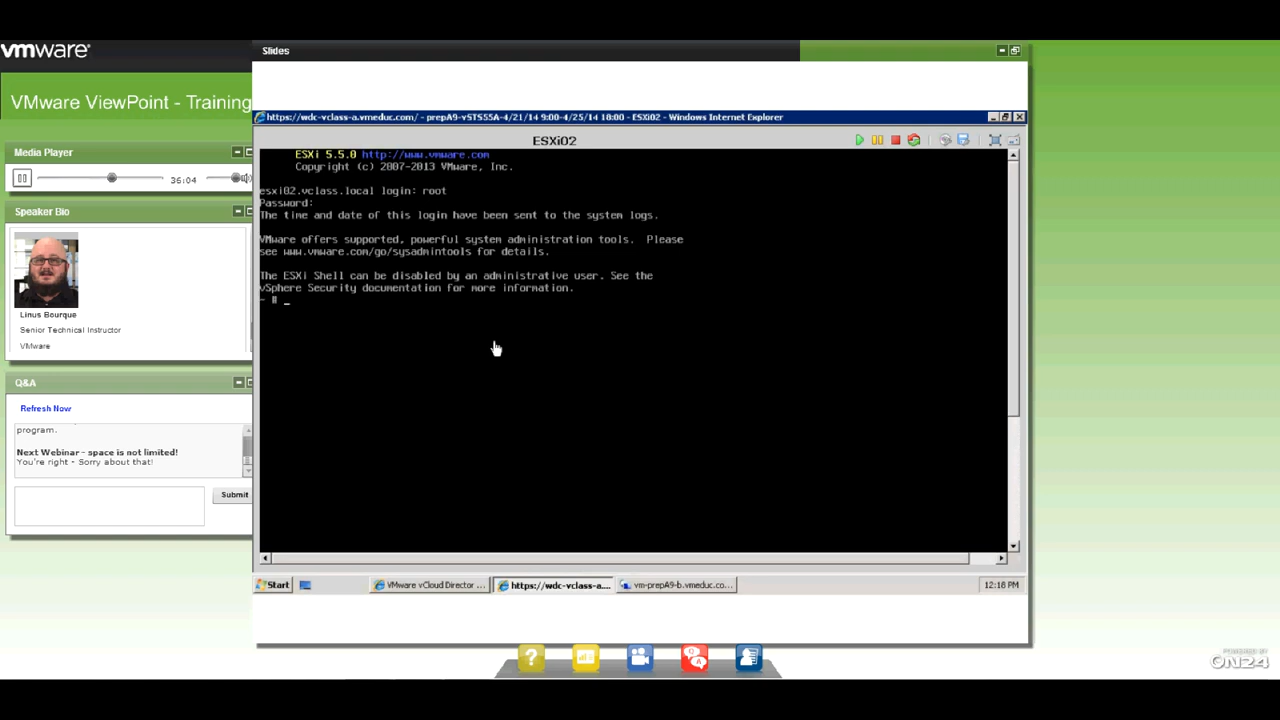 vmware®
Slides
VMware ViewPoint - Training
https://wdc-vclass-a.vmeduc.com/ - prepA9-vSTS55A-4/21/14 9:00-4/25/14 18:00 - ESXi02 - Windows Internet Explorer
ESXi02
Media Player
36:04
Speaker Bio
Linus Bourque
Senior Technical Instructor
VMware
Q&A
Refresh Now
program.
Next Webinar - space is not limited!
You're right - Sorry about that!
Submit
ESXi 5.5.0 http://www.vmware.com
Copyright (c) 2007-2013 VMware, Inc.
esxi02.vclass.local login: root
Password:
The time and date of this login have been sent to the system logs.
VMware offers supported, powerful system administration tools. Please
see www.vmware.com/go/sysadmintools for details.
The ESXi Shell can be disabled by an administrative user. See the
vSphere Security documentation for more information.
~ # _
Start
VMware vCloud Director ...
https://wdc-vclass-a....
vm-prepA9-b.vmeduc.co...
12:18 PM
?
Q
A
POWERED BY
ON24